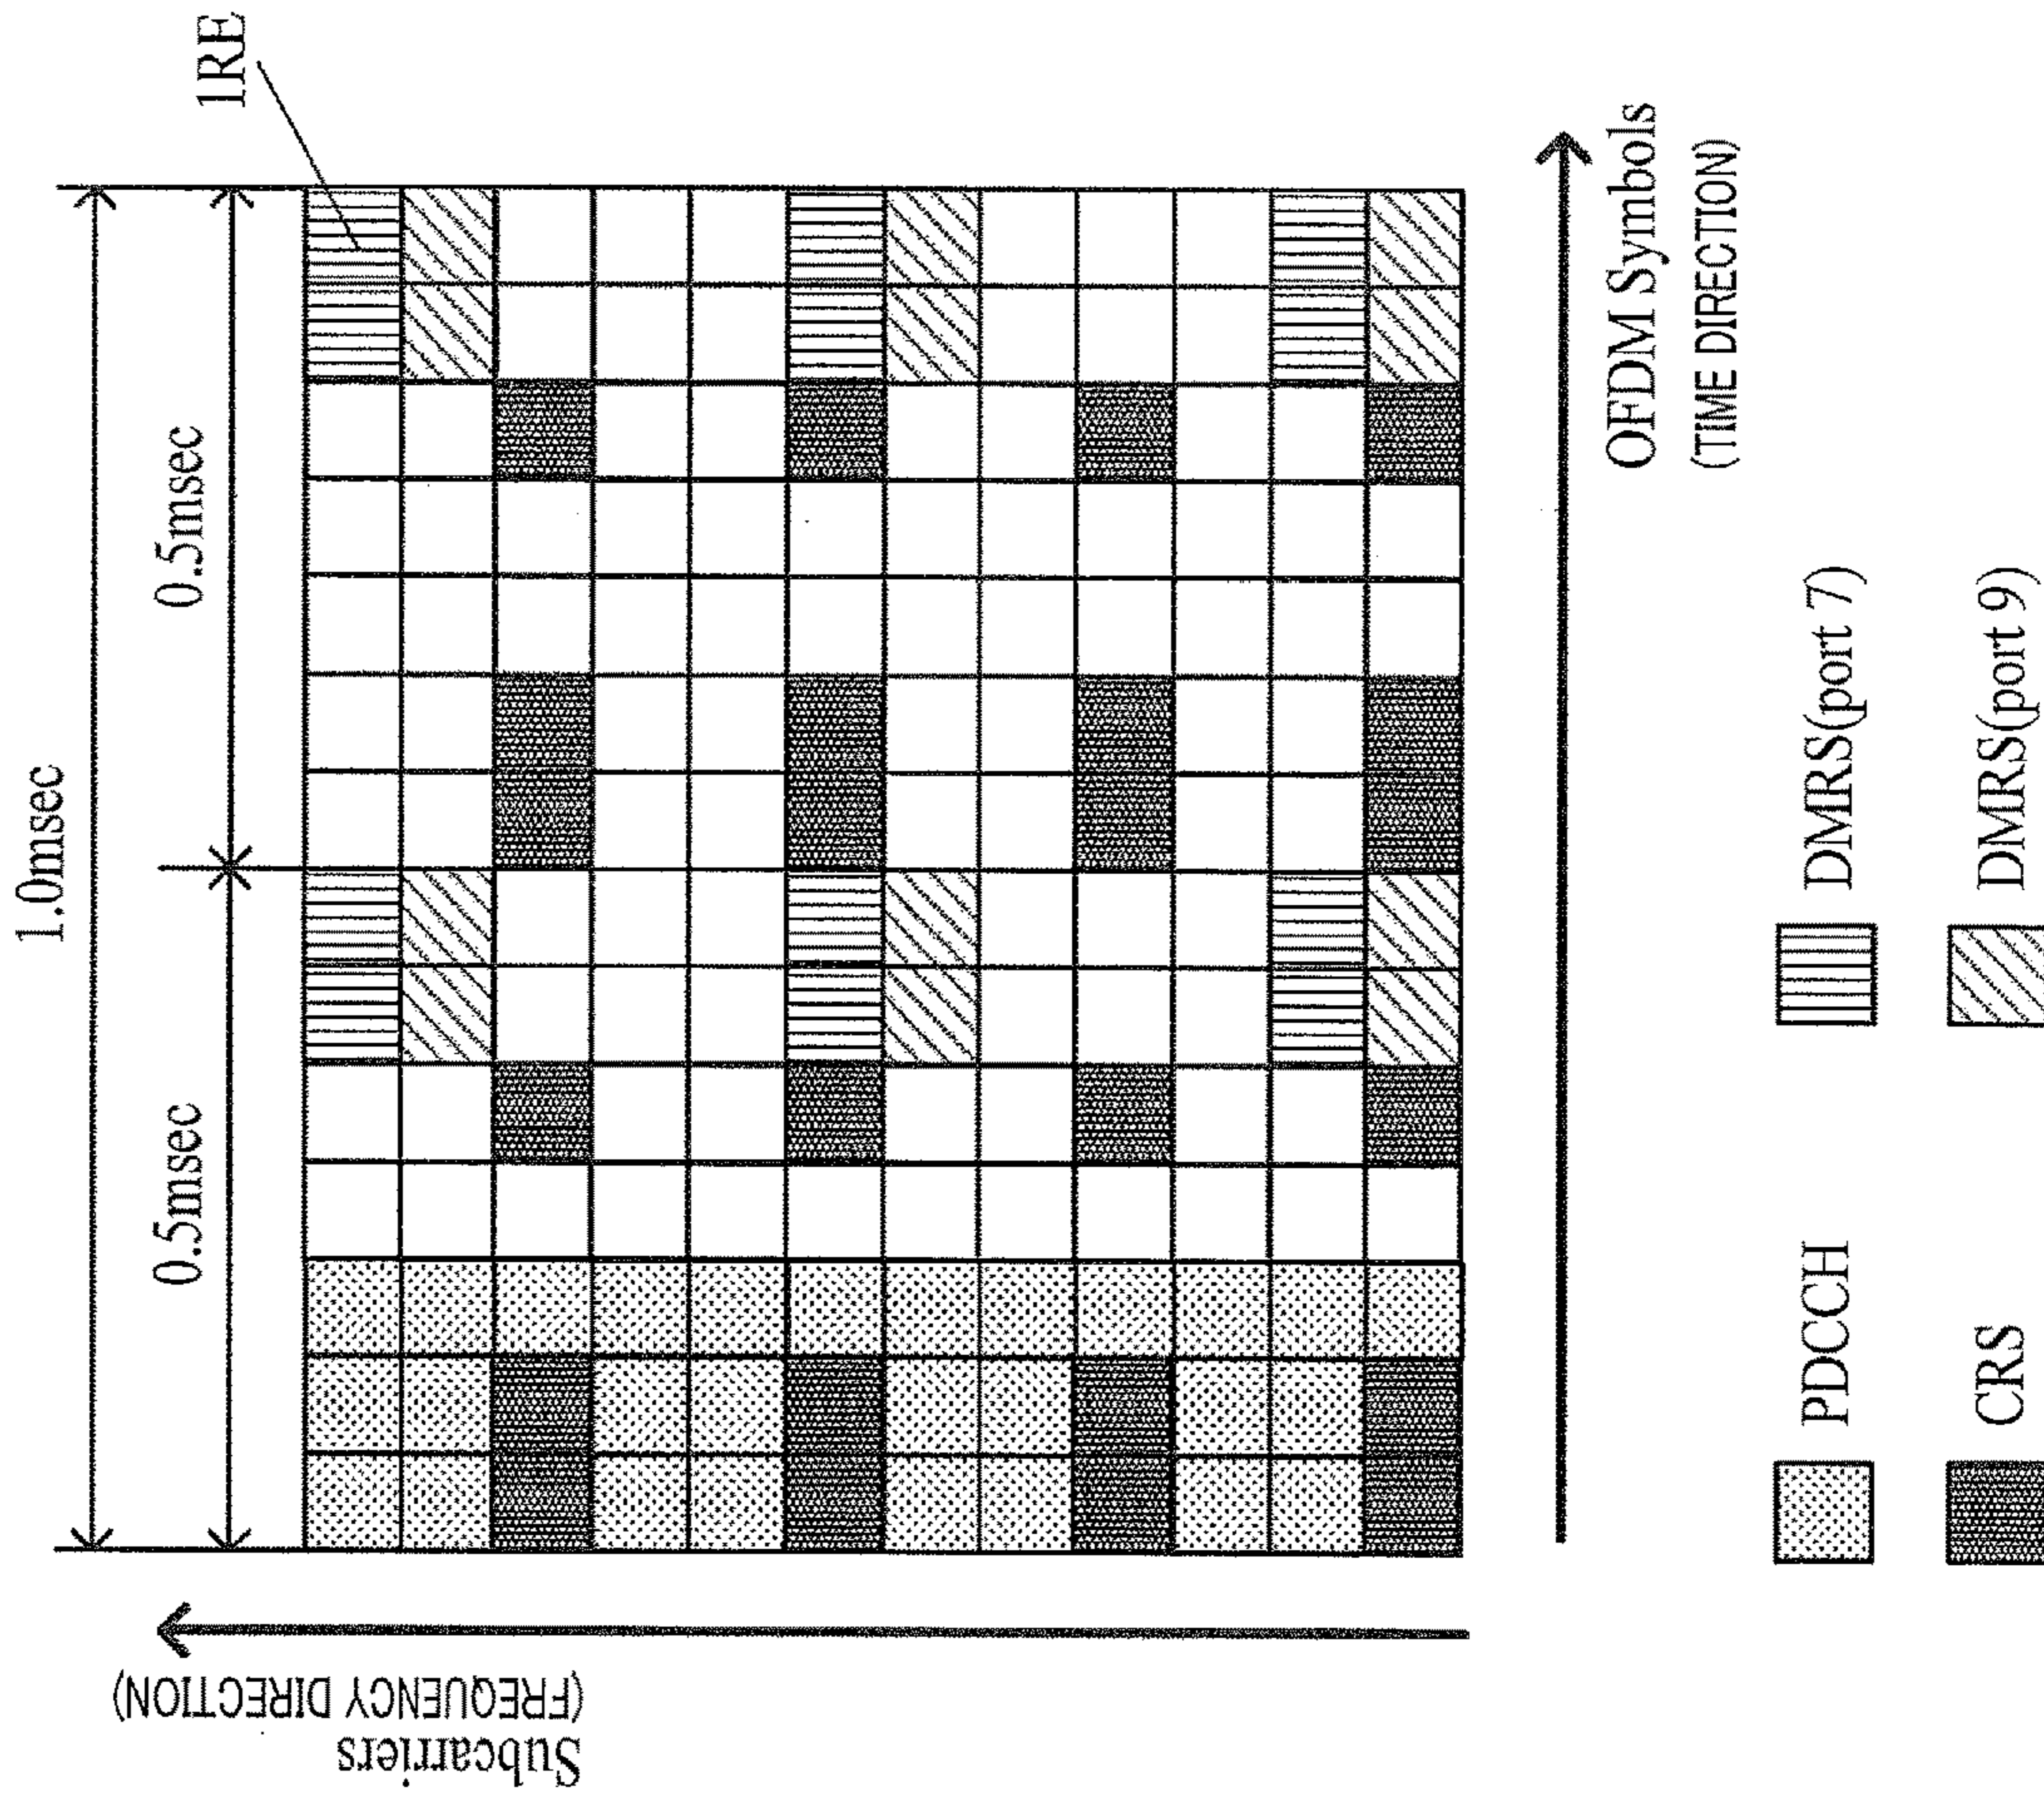 1.0msec
0.5msec
0.5msec
1RE
Subcarriers
(FREQUENCY DIRECTION)
OFDM Symbols
(TIME DIRECTION)
PDCCH
DMRS(port 7)
CRS
DMRS(port 9)